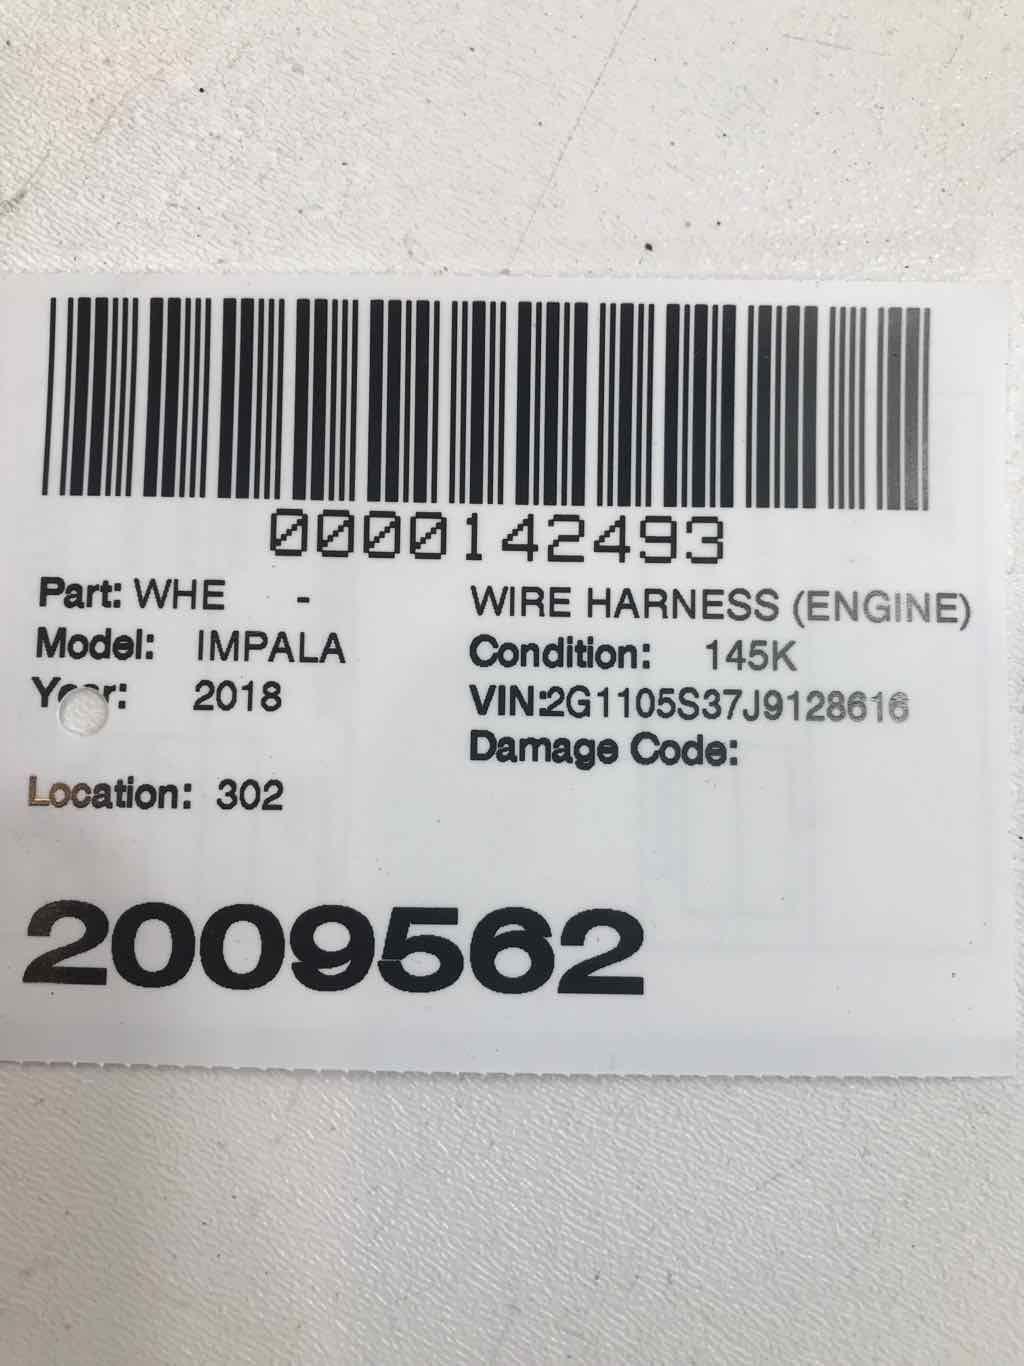 0000142493
Part: WHE - WIRE HARNESS (ENGINE)
Model: IMPALA Condition: 145K
Year: 2018 VIN:2G1105S37J9128616
Damage Code:
Location: 302
2009562